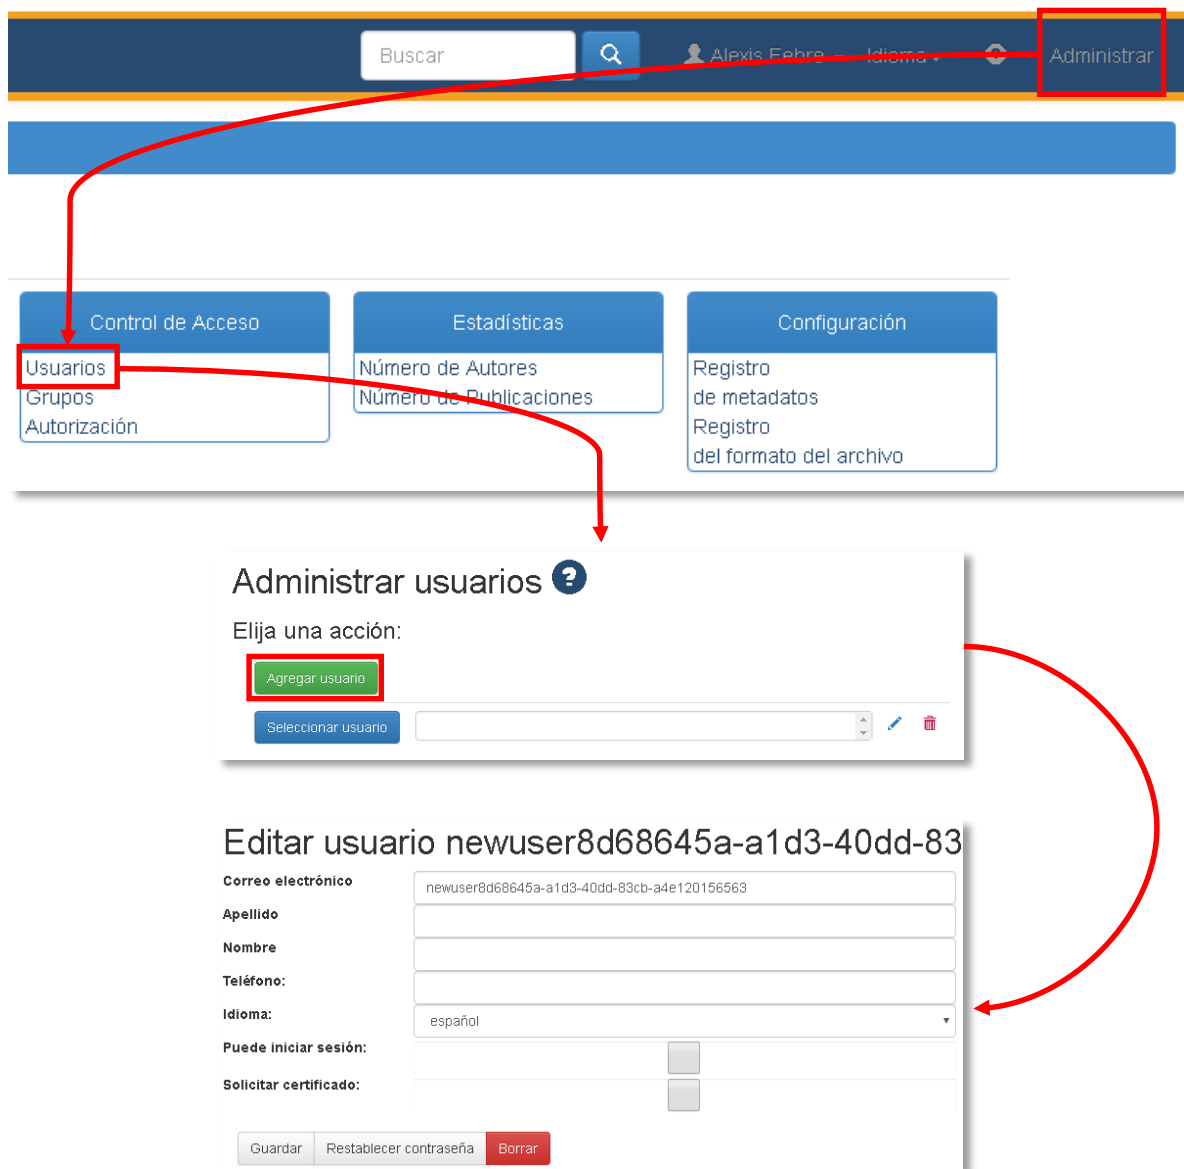 Buscar
Alexis Febre
Idioma
Administrar
Control de Acceso
Usuarios
Grupos
Autorización
Estadísticas
Número de Autores
Número de Publicaciones
Configuración
Registro
de metadatos
Registro
del formato del archivo
Administrar usuarios ?
Elija una acción:
Agregar usuario
Seleccionar usuario
Editar usuario newuser8d68645a-a1d3-40dd-83
Correo electrónico newuser8d68645a-a1d3-40dd-83cb-a4e120156563
Apellido
Nombre
Teléfono:
Idioma: español
Puede iniciar sesión:
Solicitar certificado:
Guardar Restablecer contraseña Borrar